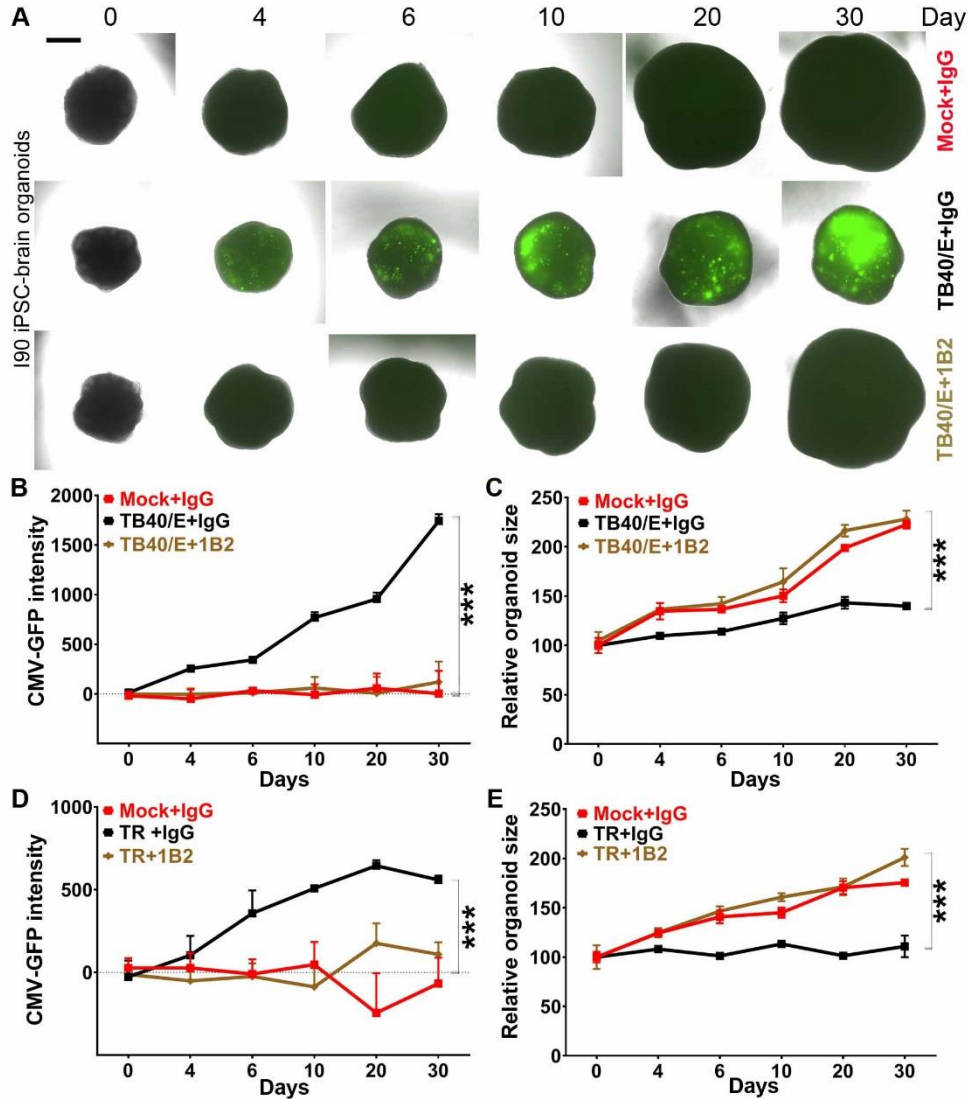 A 0 4 6 10 20 30 Day
I90 iPSC-brain organoids
Mock+IgG
TB40/E+IgG
TB40/E+1B2
B
CMV-GFP intensity
2000
1500
1000
500
0
Mock+IgG
TB40/E+IgG
TB40/E+1B2
***
0 4 6 10 20 30
Days
C
Relative organoid size
250
200
150
100
50
0
Mock+IgG
TB40/E+IgG
TB40/E+1B2
***
0 4 6 10 20 30
Days
D
CMV-GFP intensity
1000
500
0
Mock+IgG
TR +IgG
TR+1B2
***
0 4 6 10 20 30
Days
E
Relative organoid size
250
200
150
100
50
0
Mock+IgG
TR+IgG
TR+1B2
***
0 4 6 10 20 30
Days